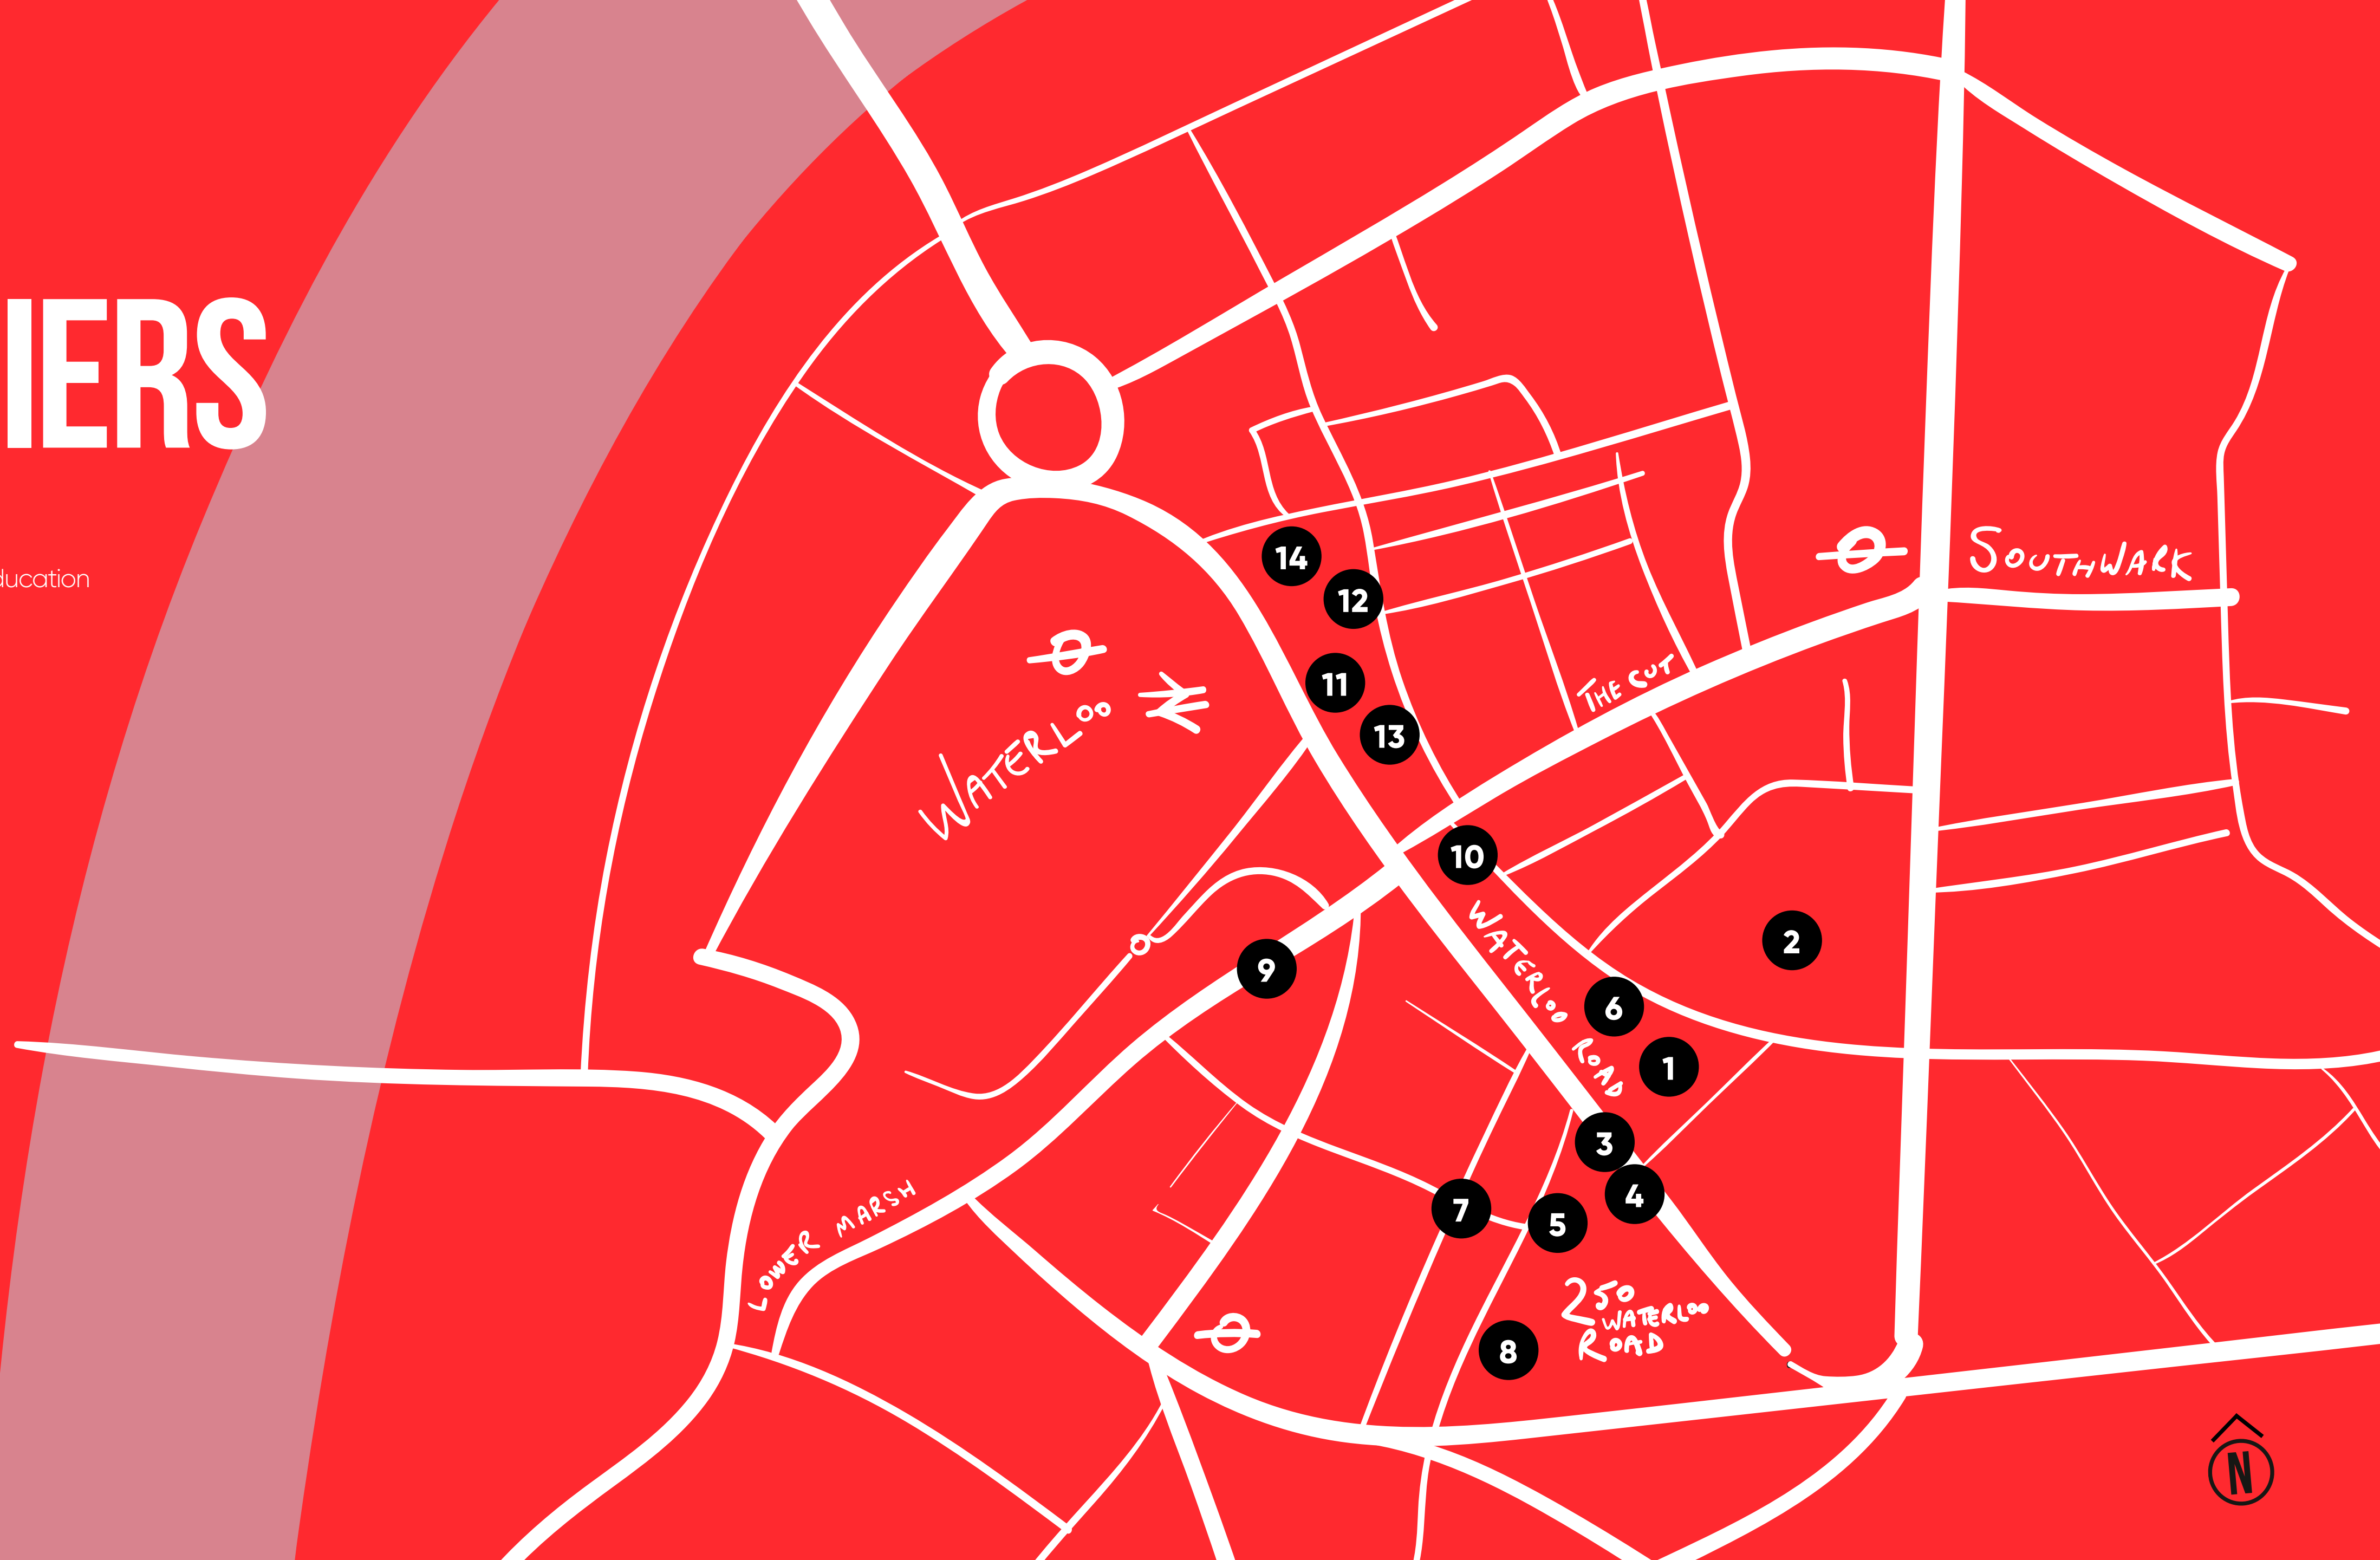 IERS
ducation
14
12
SOUTHWARK
11
THE CUT
WATERLOO
13
10
WATERLOO ROAD
2
9
6
1
3
4
7
5
LOWER MARSH
250
WATERLOO
ROAD
8
N